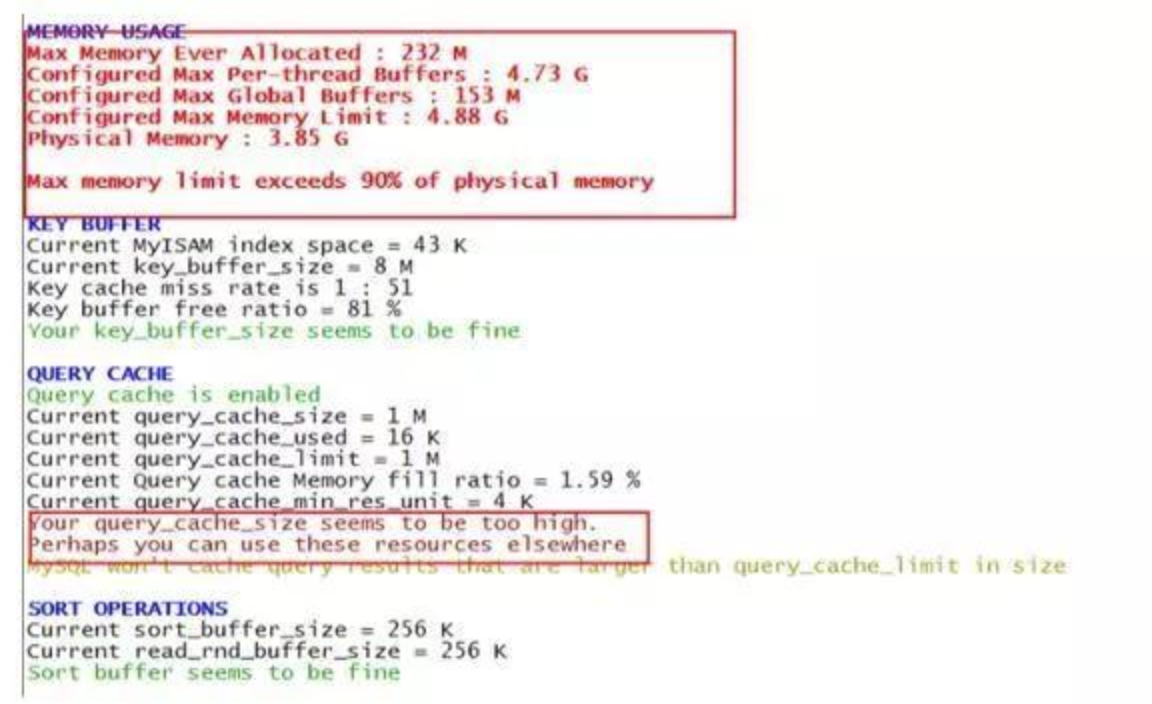 MEMORY USAGE
Max Memory Ever Allocated : 232 M
Configured Max Per-thread Buffers : 4.73 G
Configured Max Global Buffers : 153 M
Configured Max Memory Limit : 4.88 G
Physical Memory : 3.85 G
Max memory limit exceeds 90% of physical memory
KEY BUFFER
Current MyISAM index space = 43 K
Current key_buffer_size = 8 M
Key cache miss rate is 1 : 51
Key buffer free ratio = 81 %
Your key_buffer_size seems to be fine
QUERY CACHE
Query cache is enabled
Current query_cache_size = 1 M
Current query_cache_used = 16 K
Current query_cache_limit = 1 M
Current Query cache Memory fill ratio = 1.59 %
Current query_cache_min_res_unit = 4 K
Your query_cache_size seems to be too high.
Perhaps you can use these resources elsewhere
MySQL won't cache query results that are larger than query_cache_limit in size
SORT OPERATIONS
Current sort_buffer_size = 256 K
Current read_rnd_buffer_size = 256 K
Sort buffer seems to be fine